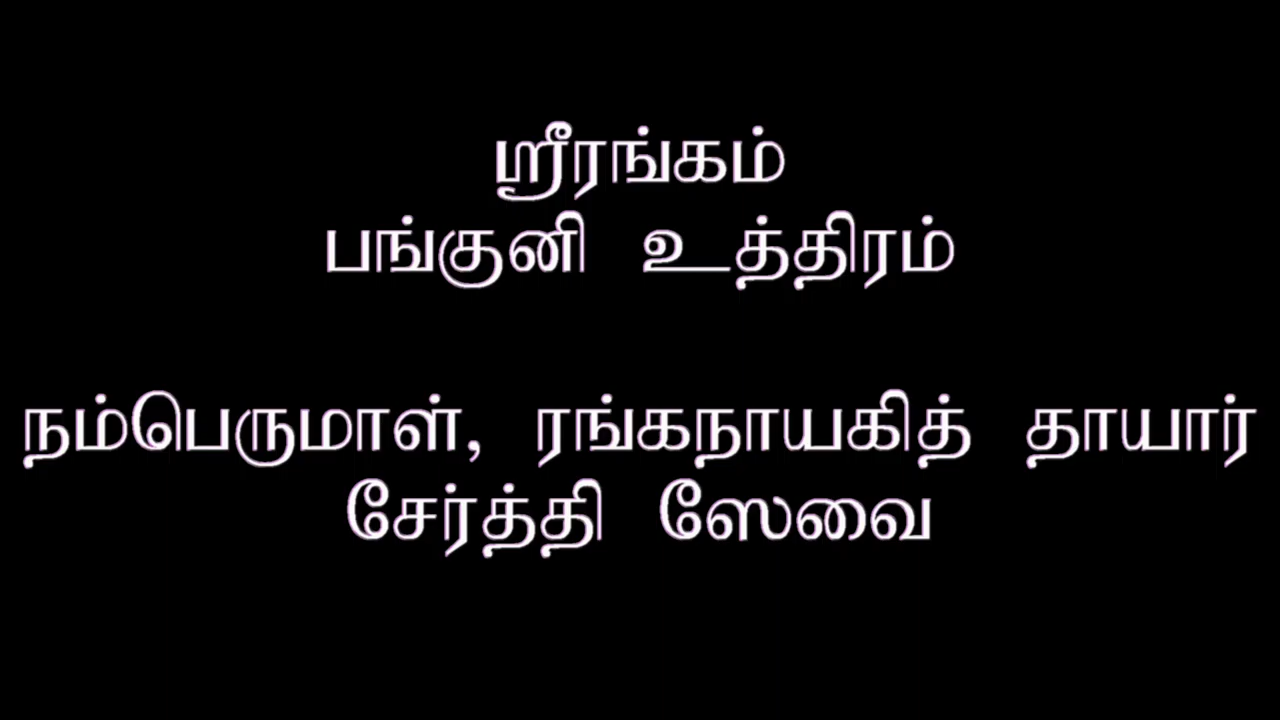 ஸ்ரீரங்கம்
பங்குனி உத்திரம்
நம்பெருமாள், ரங்கநாயகித் தாயார்
சேர்த்தி ஸேவை